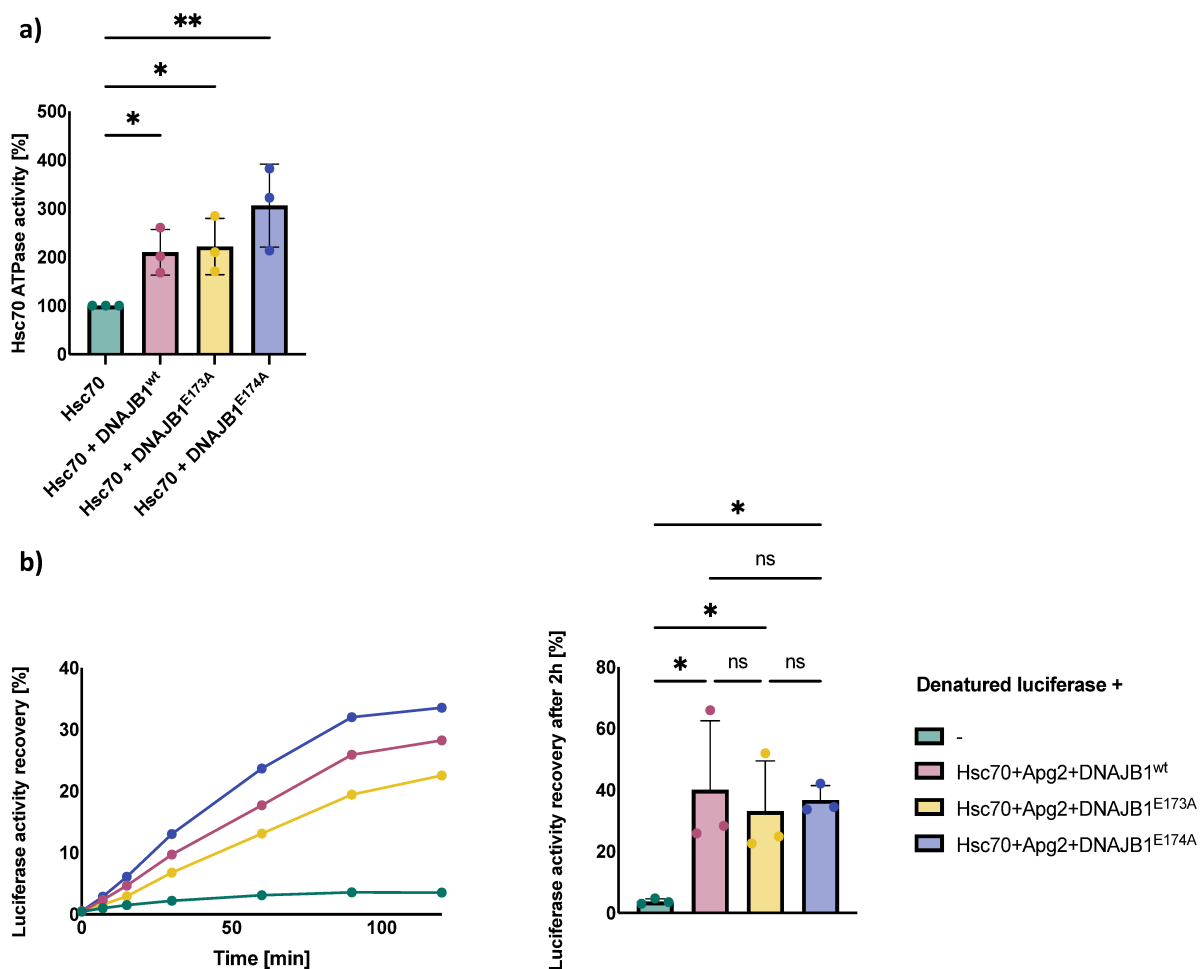 a)
**
*
*
Hsc70 ATPase activity [%]
500
400
300
200
100
0
Hsc70
Hsc70 + DNAJB1wt
Hsc70 + DNAJB1E173A
Hsc70 + DNAJB1E174A
b)
Luciferase activity recovery [%]
40
30
20
10
0
0
50
100
Time [min]
*
ns
*
*
ns
ns
Luciferase activity recovery after 2h [%]
80
60
40
20
0
Denatured luciferase +
-
Hsc70+Apg2+DNAJB1wt
Hsc70+Apg2+DNAJB1E173A
Hsc70+Apg2+DNAJB1E174A